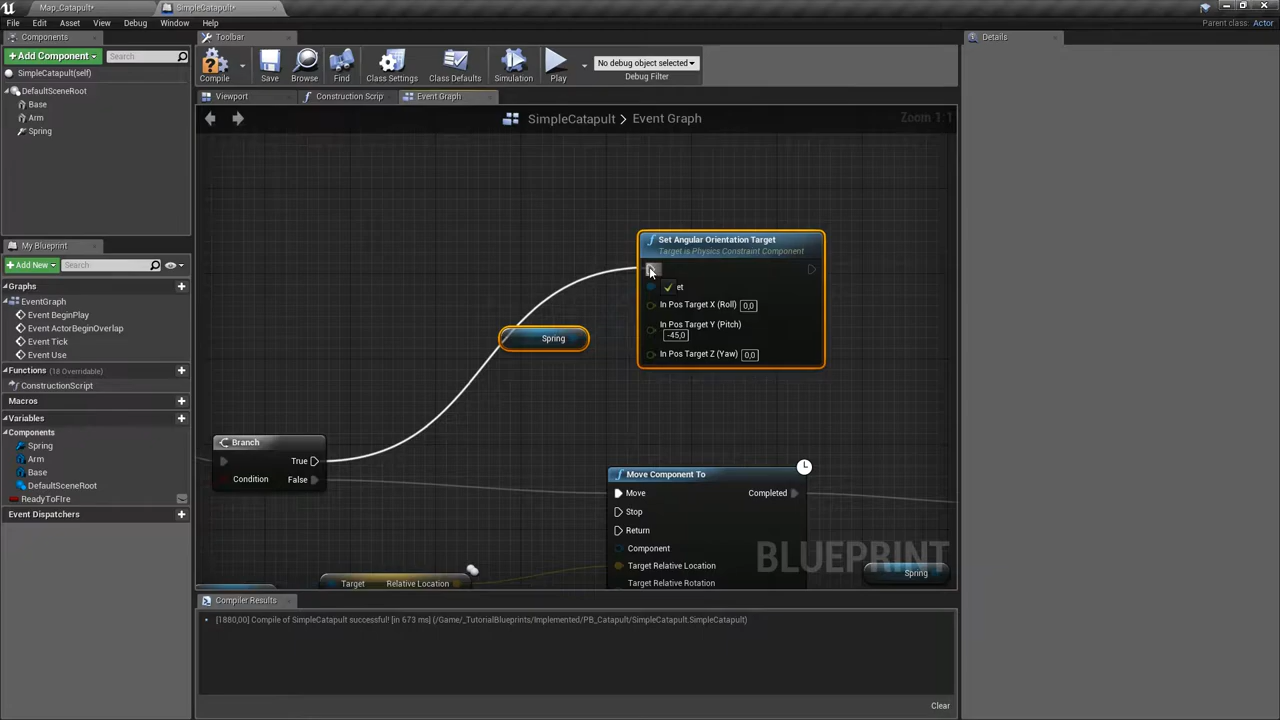 Map_Catapult*
SimpleCatapult*
File Edit Asset View Debug Window Help
Parent class: Actor
Components
Toolbar
Details
Add Component
Search
SimpleCatapult(self)
DefaultSceneRoot
Base
Arm
Spring
Compile
Save
Browse
Find
Class Settings
Class Defaults
Simulation
Play
No debug object selected
Debug Filter
Viewport
Construction Scrip
Event Graph
SimpleCatapult > Event Graph
Zoom 1:1
My Blueprint
Add New
Search
Graphs
EventGraph
Event BeginPlay
Event ActorBeginOverlap
Event Tick
Event Use
Functions (18 Overridable)
ConstructionScript
Macros
Variables
Components
Spring
Arm
Base
DefaultSceneRoot
ReadyToFIre
Event Dispatchers
Set Angular Orientation Target
Target is Physics Constraint Component
et
In Pos Target X (Roll) 0,0
In Pos Target Y (Pitch)
-45,0
In Pos Target Z (Yaw) 0,0
Spring
Branch
True
Condition False
Move Component To
Move Completed
Stop
Return
Component
Target Relative Location
Target Relative Rotation
Target Relative Location
Spring
BLUEPRINT
Compiler Results
[1880,00] Compile of SimpleCatapult successful! [in 673 ms] (/Game/_TutorialBlueprints/Implemented/PB_Catapult/SimpleCatapult.SimpleCatapult)
Clear